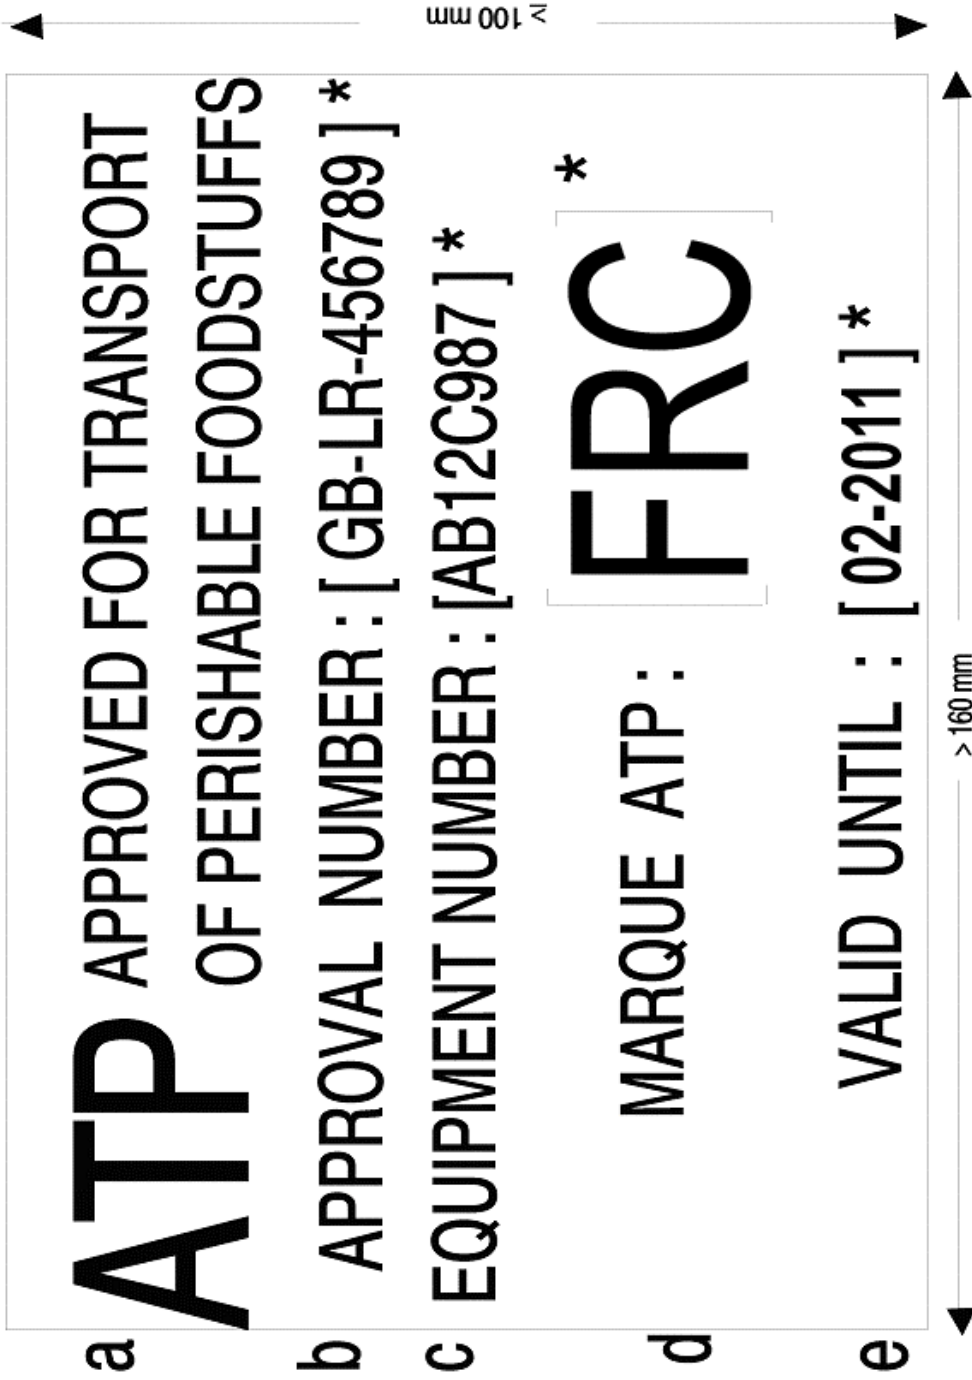 ≥ 100 mm
a ATP APPROVED FOR TRANSPORT
OF PERISHABLE FOODSTUFFS
b APPROVAL NUMBER : [ GB-LR-456789 ] *
c EQUIPMENT NUMBER : [AB12C987 ] *
d MARQUE ATP : FRC *
e VALID UNTIL : [ 02-2011 ] *
> 160 mm